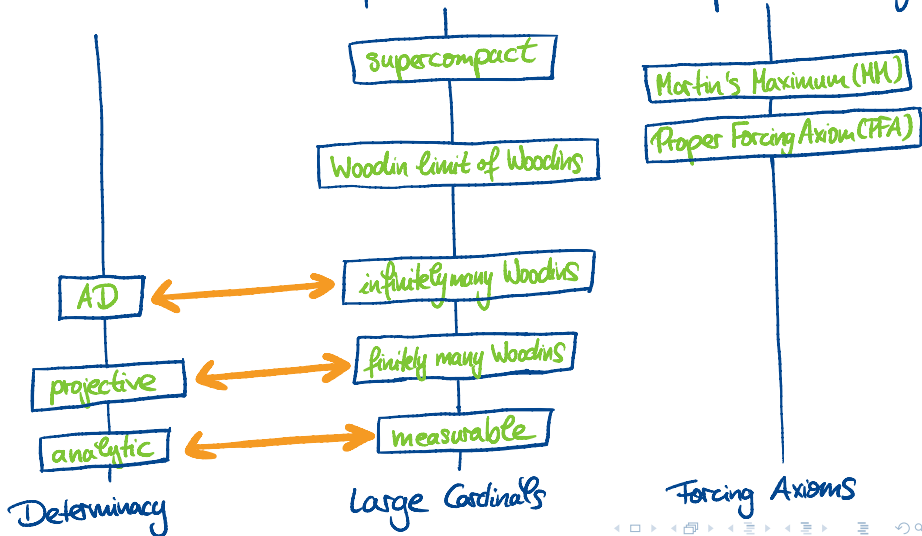 supercompact
Martin's Maximum (MM)
Proper Forcing Axiom (PFA)
Woodin limit of Woodins
AD
infinitely many Woodins
projective
finitely many Woodins
analytic
measurable
Determinacy
Large Cardinals
Forcing Axioms